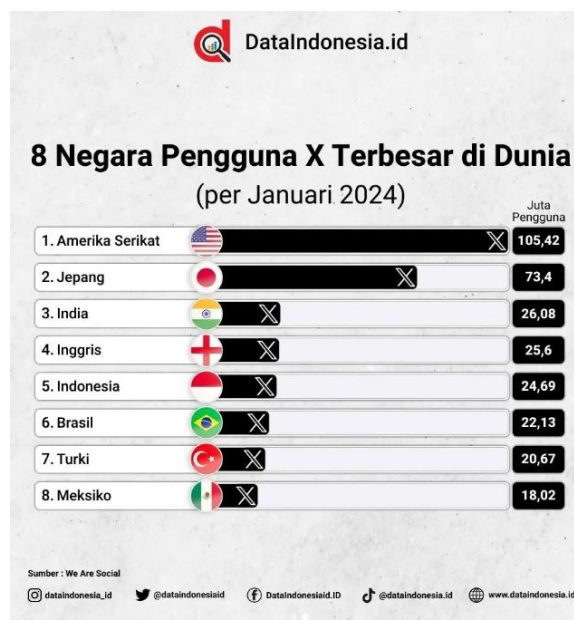 DataIndonesia.id
8 Negara Pengguna X Terbesar di Dunia
(per Januari 2024)
Juta
Pengguna
1. Amerika Serikat 105,42
2. Jepang 73,4
3. India 26,08
4. Inggris 25,6
5. Indonesia 24,69
6. Brasil 22,13
7. Turki 20,67
8. Meksiko 18,02
Sumber : We Are Social
dataindonesia_id @dataindonesiaid DataIndonesiaid.ID @dataindonesia.id www.dataindonesia.id